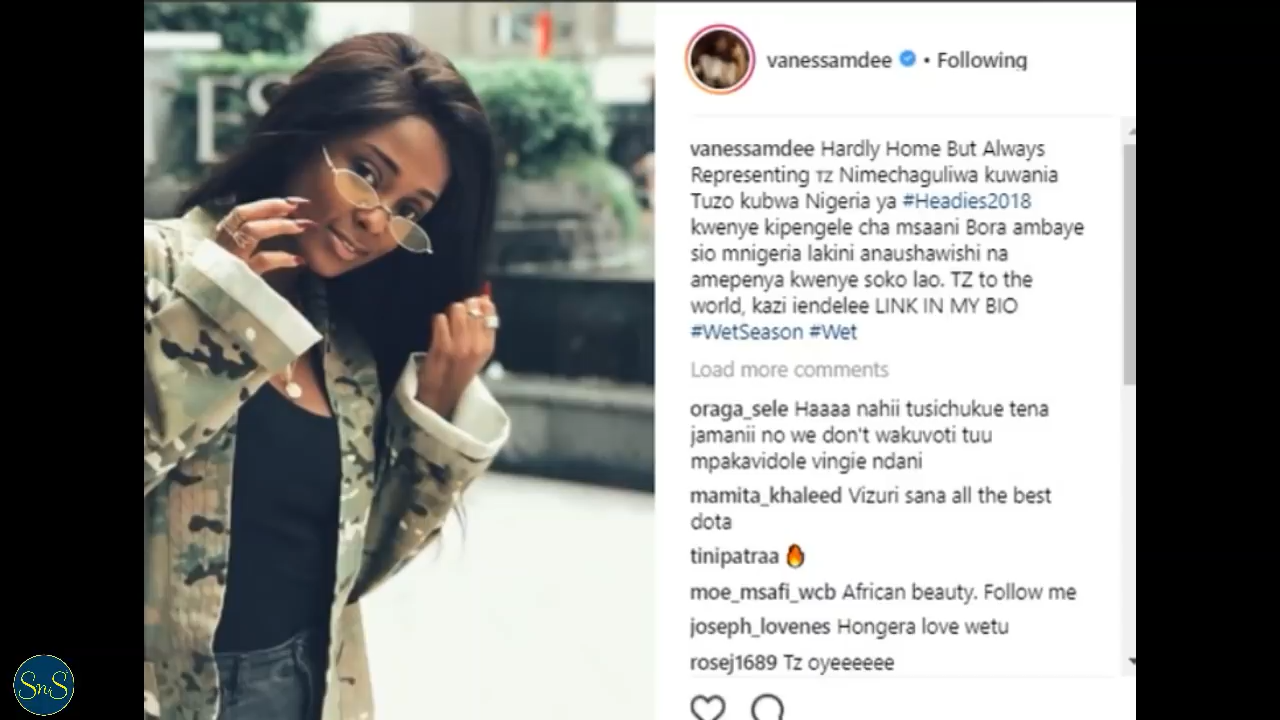 ES
vanessamdee • Following
vanessamdee Hardly Home But Always
Representing TZ Nimechaguliwa kuwania
Tuzo kubwa Nigeria ya #Headies2018
kwenye kipengele cha msaani Bora ambaye
sio mnigeria lakini anaushawishi na
amepenya kwenye soko lao. TZ to the
world, kazi iendelee LINK IN MY BIO
#WetSeason #Wet
Load more comments
oraga_sele Haaaa nahii tusichukue tena
jamanii no we don't wakuvoti tuu
mpakavidole vingie ndani
mamita_khaleed Vizuri sana all the best
dota
tinipatraa 🔥
moe_msafi_wcb African beauty. Follow me
joseph_lovenes Hongera love wetu
rosej1689 Tz oyeeeeee
SnS